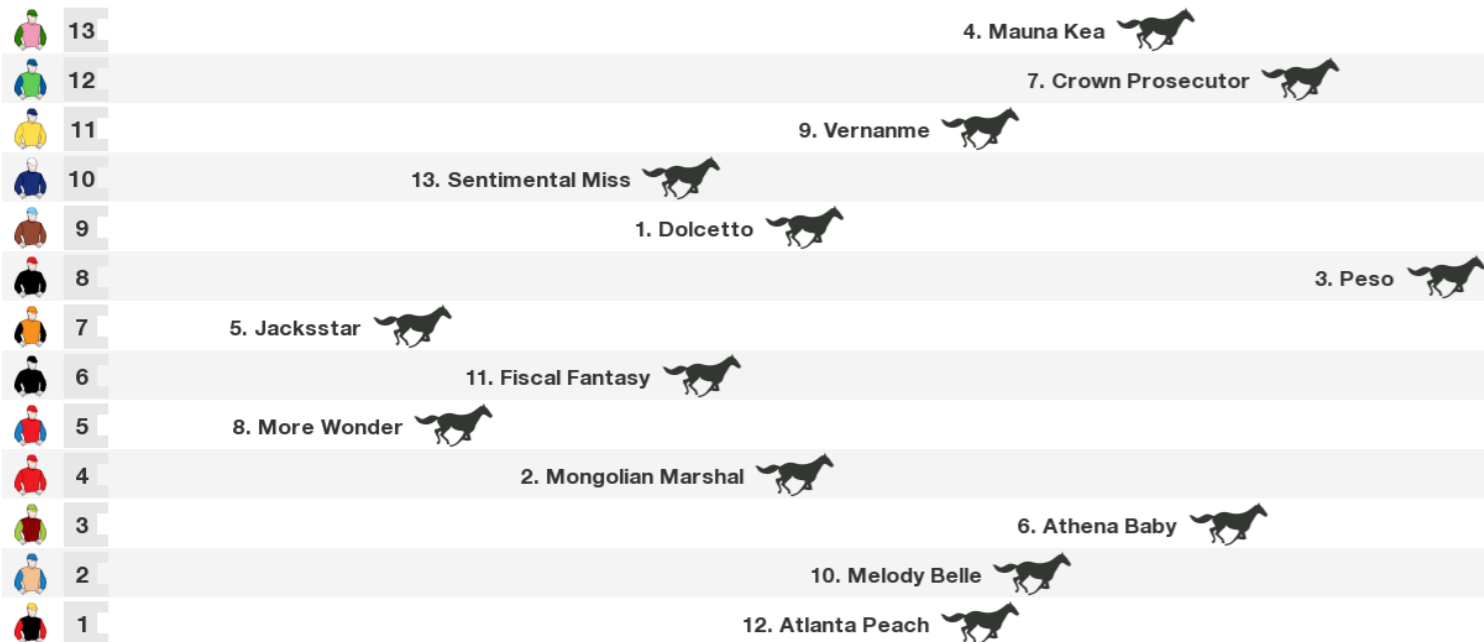 13 4. Mauna Kea
12 7. Crown Prosecutor
11 9. Vernanme
10 13. Sentimental Miss
9 1. Dolcetto
8 3. Peso
7 5. Jacksstar
6 11. Fiscal Fantasy
5 8. More Wonder
4 2. Mongolian Marshal
3 6. Athena Baby
2 10. Melody Belle
1 12. Atlanta Peach